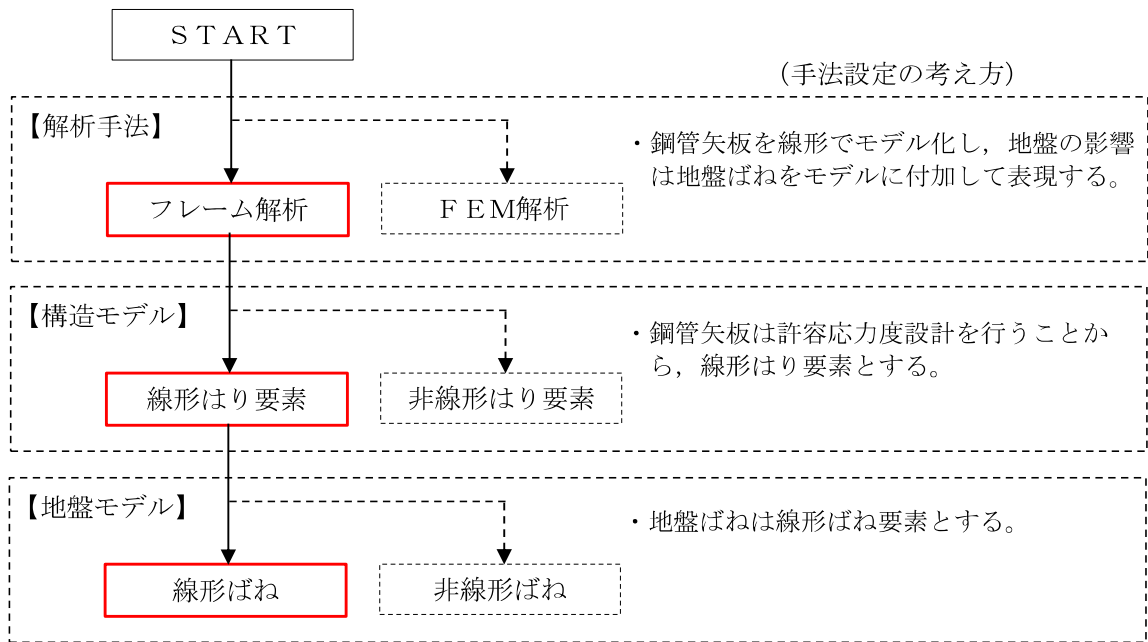 ＳＴＡＲＴ
（手法設定の考え方）
【解析手法】
・鋼管矢板を線形でモデル化し，地盤の影響
は地盤ばねをモデルに付加して表現する。
フレーム解析
ＦＥＭ解析
【構造モデル】
・鋼管矢板は許容応力度設計を行うことか
ら，線形はり要素とする。
線形はり要素
非線形はり要素
【地盤モデル】
・地盤ばねは線形ばね要素とする。
線形ばね
非線形ばね